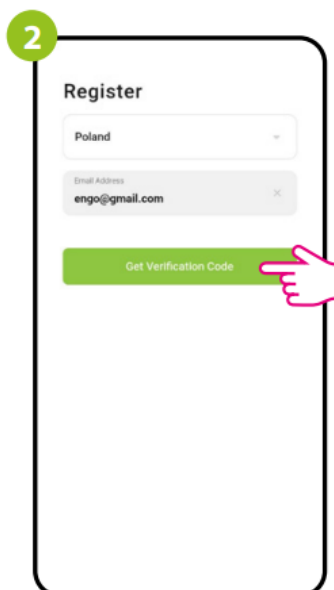 2
Register
Poland
Email Address
engo@gmail.com
Get Verification Code